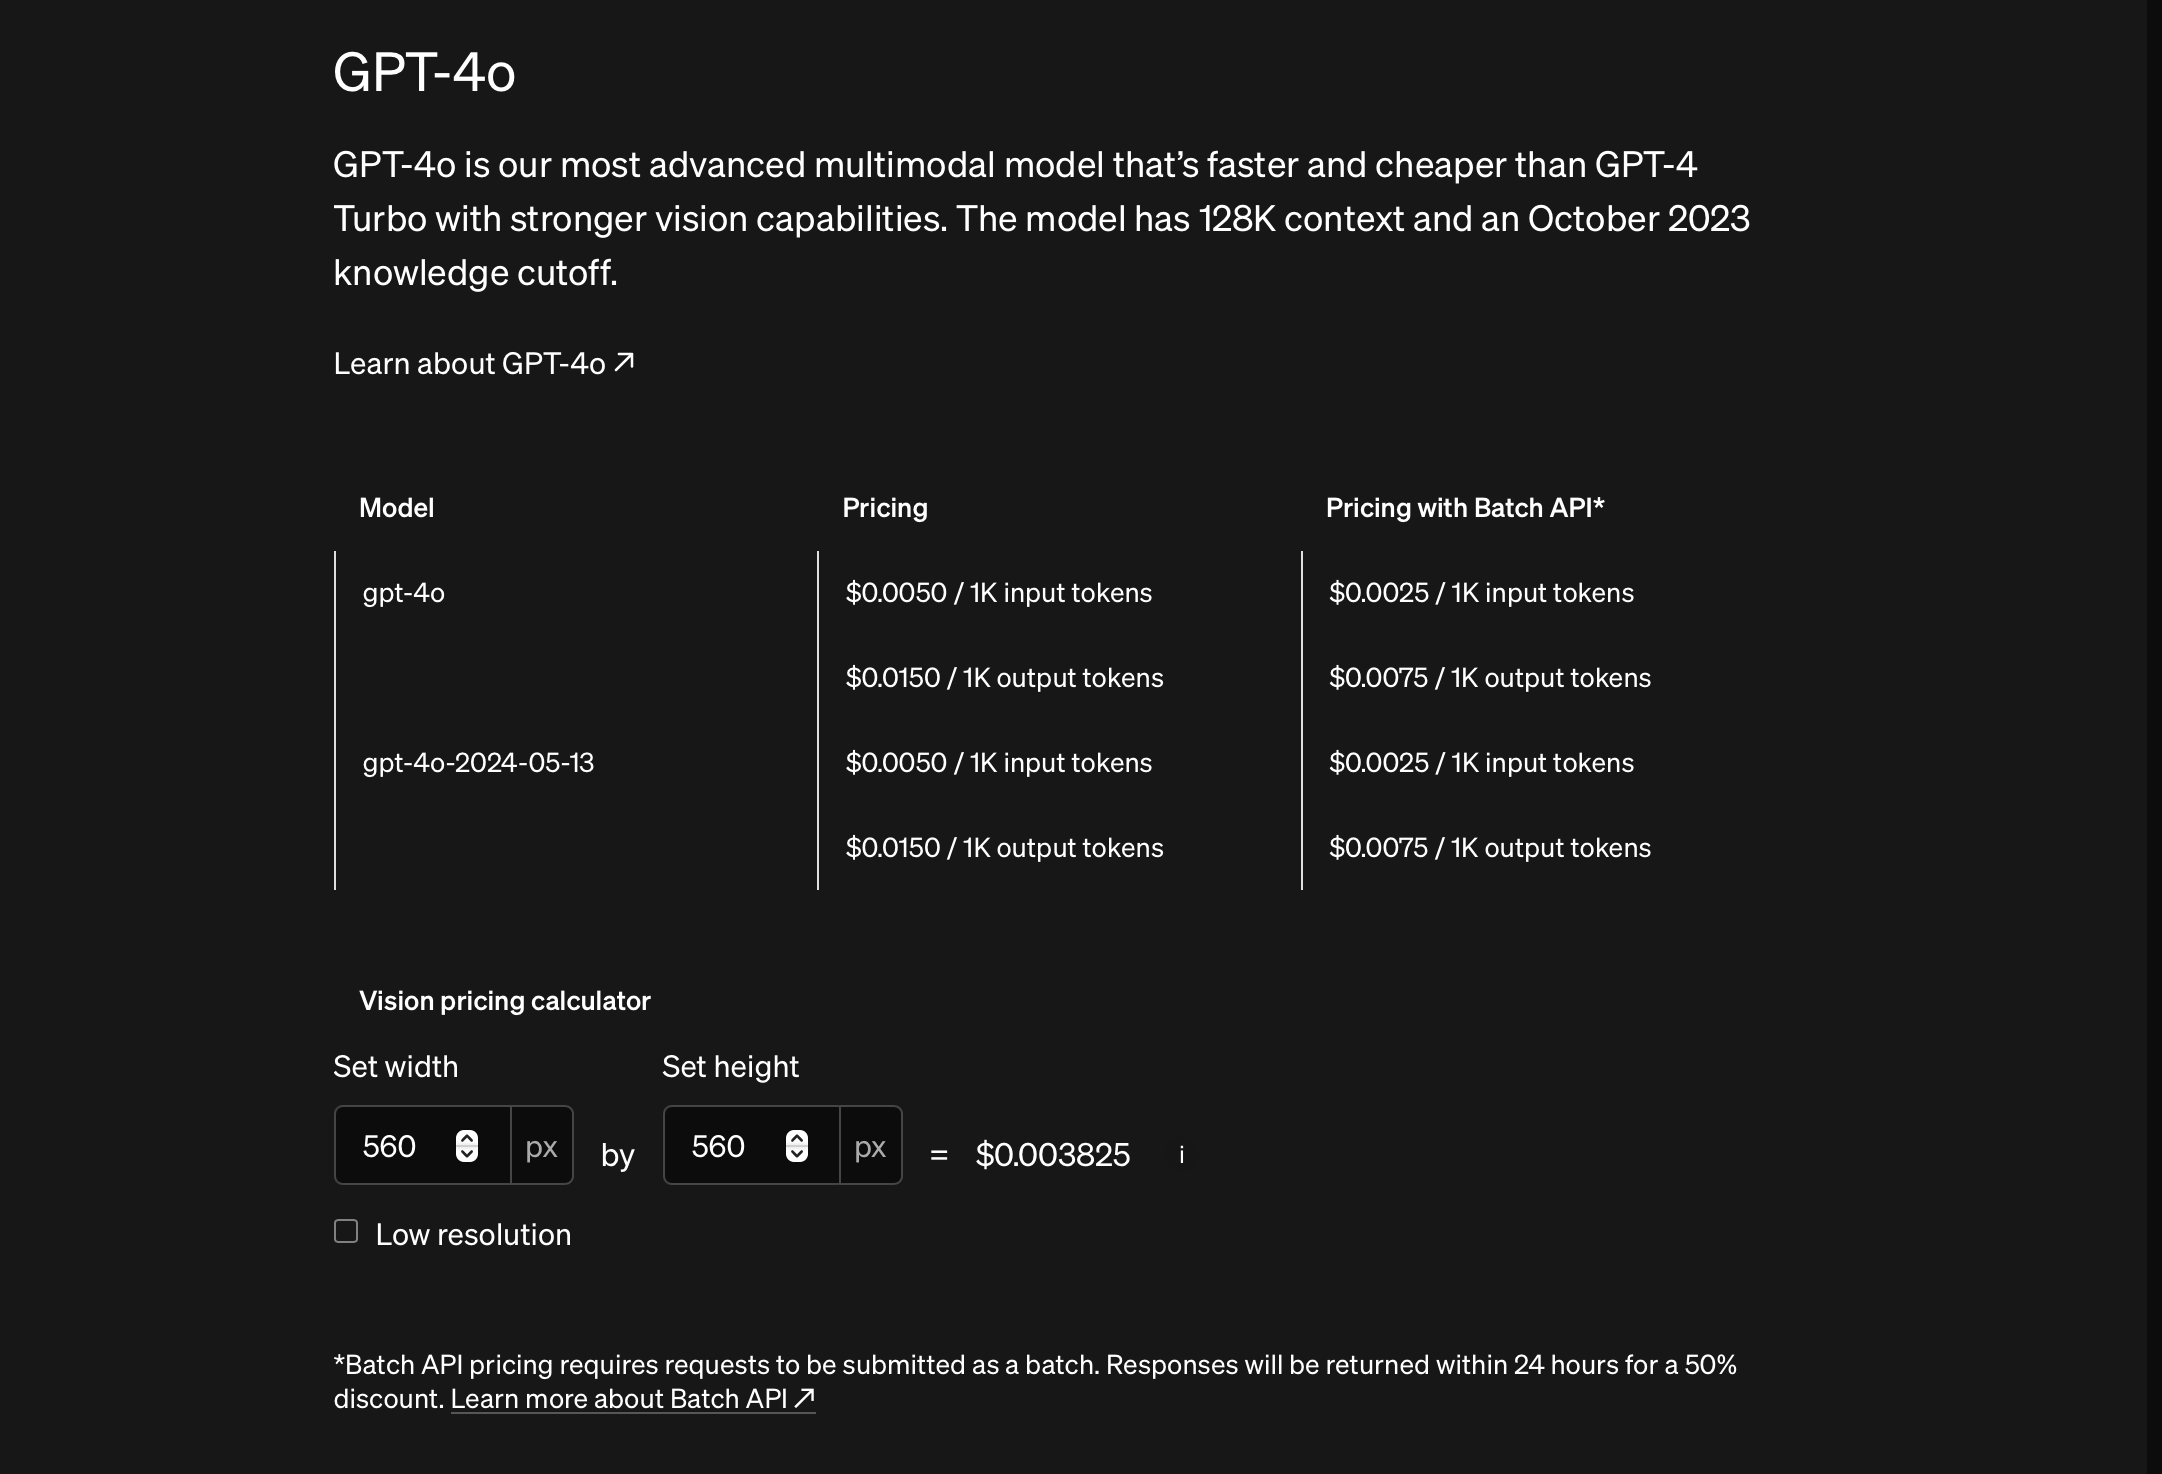 GPT-4o
GPT-4o is our most advanced multimodal model that’s faster and cheaper than GPT-4
Turbo with stronger vision capabilities. The model has 128K context and an October 2023
knowledge cutoff.
Learn about GPT-4o ↗
Model Pricing Pricing with Batch API*
gpt-4o $0.0050 / 1K input tokens $0.0025 / 1K input tokens
$0.0150 / 1K output tokens $0.0075 / 1K output tokens
gpt-4o-2024-05-13 $0.0050 / 1K input tokens $0.0025 / 1K input tokens
$0.0150 / 1K output tokens $0.0075 / 1K output tokens
Vision pricing calculator
Set width Set height
560 px by 560 px = $0.003825 i
Low resolution
*Batch API pricing requires requests to be submitted as a batch. Responses will be returned within 24 hours for a 50%
discount. Learn more about Batch API ↗